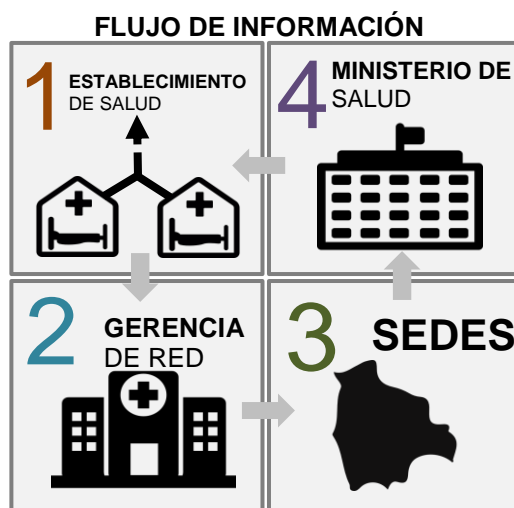 FLUJO DE INFORMACIÓN
1
ESTABLECIMIENTO
DE SALUD
4
MINISTERIO DE
SALUD
2
GERENCIA
DE RED
3
SEDES